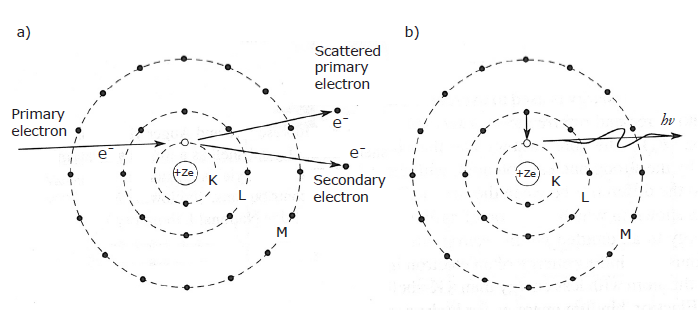 a)
Primary
electron
e⁻
Scattered
primary
electron
e⁻
e⁻
Secondary
electron
+Ze
K
L
M
b)
hν
+Ze
K
L
M